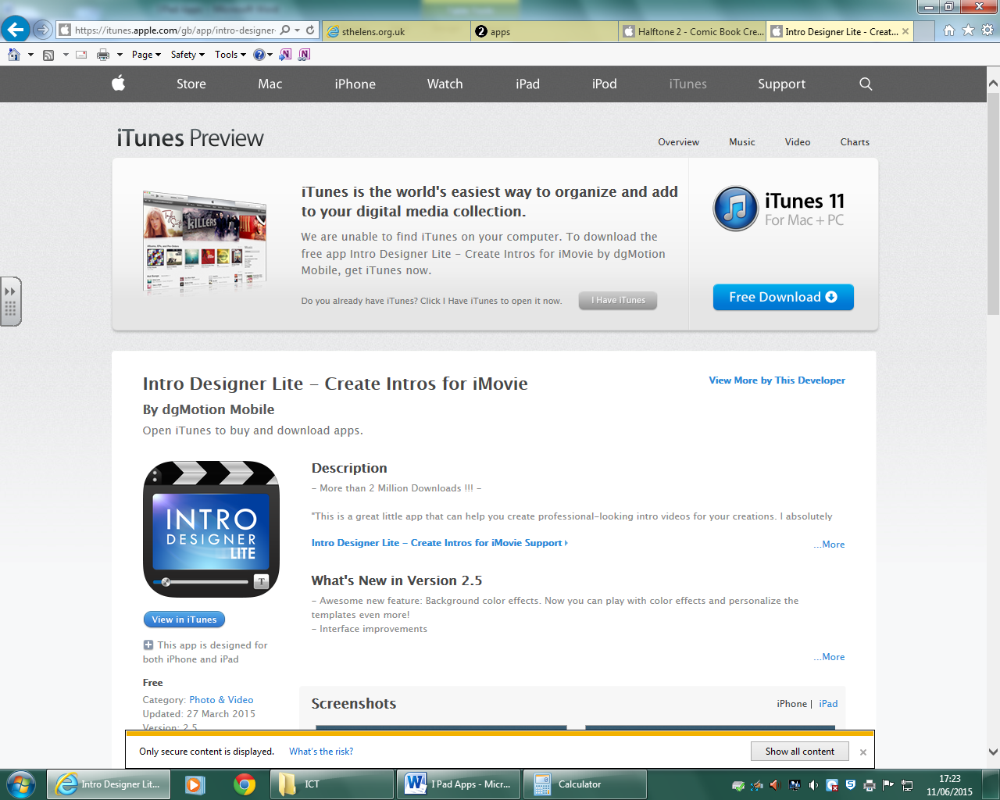 https://itunes.apple.com/gb/app/intro-designer-
sthelens.org.uk
apps
Halftone 2 - Comic Book Cre...
Intro Designer Lite - Creat...
Page
Safety
Tools
Store
Mac
iPhone
Watch
iPad
iPod
iTunes
Support
iTunes Preview
Overview
Music
Video
Charts
iTunes is the world's easiest way to organize and add
to your digital media collection.
We are unable to find iTunes on your computer. To download the
free app Intro Designer Lite - Create Intros for iMovie by dgMotion
Mobile, get iTunes now.
Do you already have iTunes? Click I Have iTunes to open it now.
I Have iTunes
KILLERS
iTunes 11
For Mac + PC
Free Download
Intro Designer Lite - Create Intros for iMovie
View More by This Developer
By dgMotion Mobile
Open iTunes to buy and download apps.
INTRO
DESIGNER
LITE
T
View in iTunes
This app is designed for
both iPhone and iPad
Free
Category: Photo & Video
Updated: 27 March 2015
Version: 2.5
Description
- More than 2 Million Downloads !!! -
"This is a great little app that can help you create professional-looking intro videos for your creations. I absolutely
Intro Designer Lite - Create Intros for iMovie Support
...More
What's New in Version 2.5
- Awesome new feature: Background color effects. Now you can play with color effects and personalize the
templates even more!
- Interface improvements
...More
Screenshots
iPhone | iPad
Only secure content is displayed.
What's the risk?
Show all content
Intro Designer Lit...
ICT
I Pad Apps - Micr...
Calculator
17:23
11/06/2015